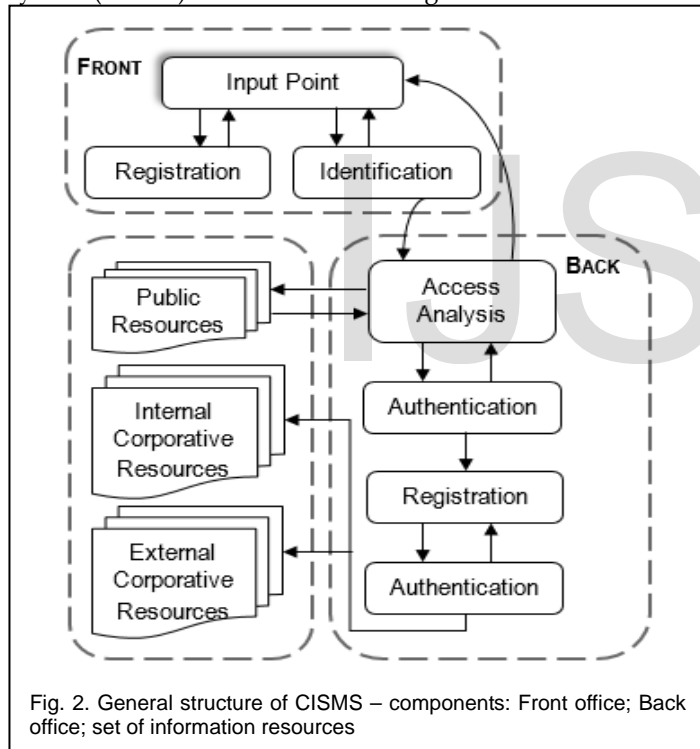 FRONT
Input Point
Registration
Identification
BACK
Access
Analysis
Public
Resources
Authentication
Internal
Corporative
Resources
Registration
External
Corporative
Resources
Authentication
IJS
Fig. 2. General structure of CISMS – components: Front office; Back
office; set of information resources